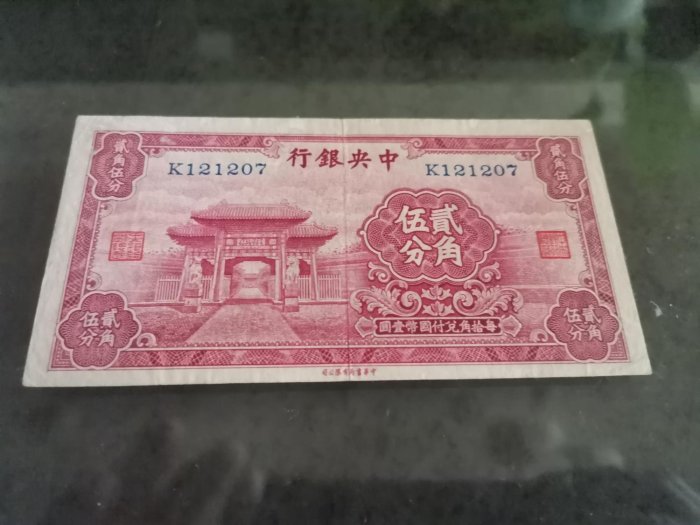 中央銀行
K121207
K121207
貳角伍分
貳角伍分
貳角
伍分
每拾角兌付國幣壹圓
貳角
伍分
貳角
伍分